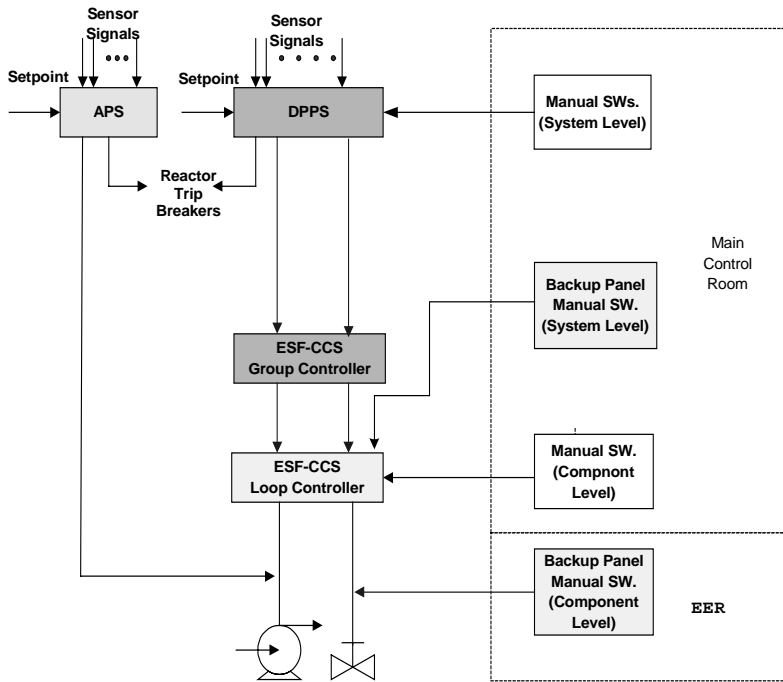 Sensor
Signals
Sensor
Signals
Setpoint
Setpoint
APS
DPPS
Manual SWs.
(System Level)
Reactor
Trip
Breakers
Main
Control
Room
Backup Panel
Manual SW.
(System Level)
ESF-CCS
Group Controller
ESF-CCS
Loop Controller
Manual SW.
(Compnont
Level)
Backup Panel
Manual SW.
(Component
Level)
EER